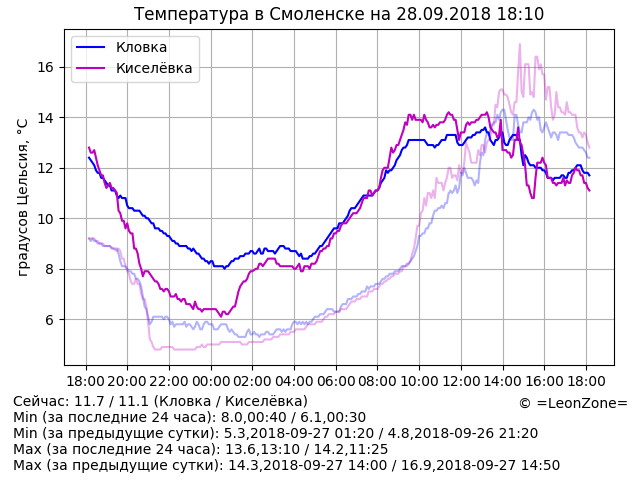 Температура в Смоленске на 28.09.2018 18:10
Кловка
Киселёвка
градусов Цельсия, °C
16
14
12
10
8
6
18:00 20:00 22:00 00:00 02:00 04:00 06:00 08:00 10:00 12:00 14:00 16:00 18:00
Сейчас: 11.7 / 11.1 (Кловка / Киселёвка)
© =LeonZone=
Min (за последние 24 часа): 8.0,00:40 / 6.1,00:30
Min (за предыдущие сутки): 5.3,2018-09-27 01:20 / 4.8,2018-09-26 21:20
Max (за последние 24 часа): 13.6,13:10 / 14.2,11:25
Max (за предыдущие сутки): 14.3,2018-09-27 14:00 / 16.9,2018-09-27 14:50